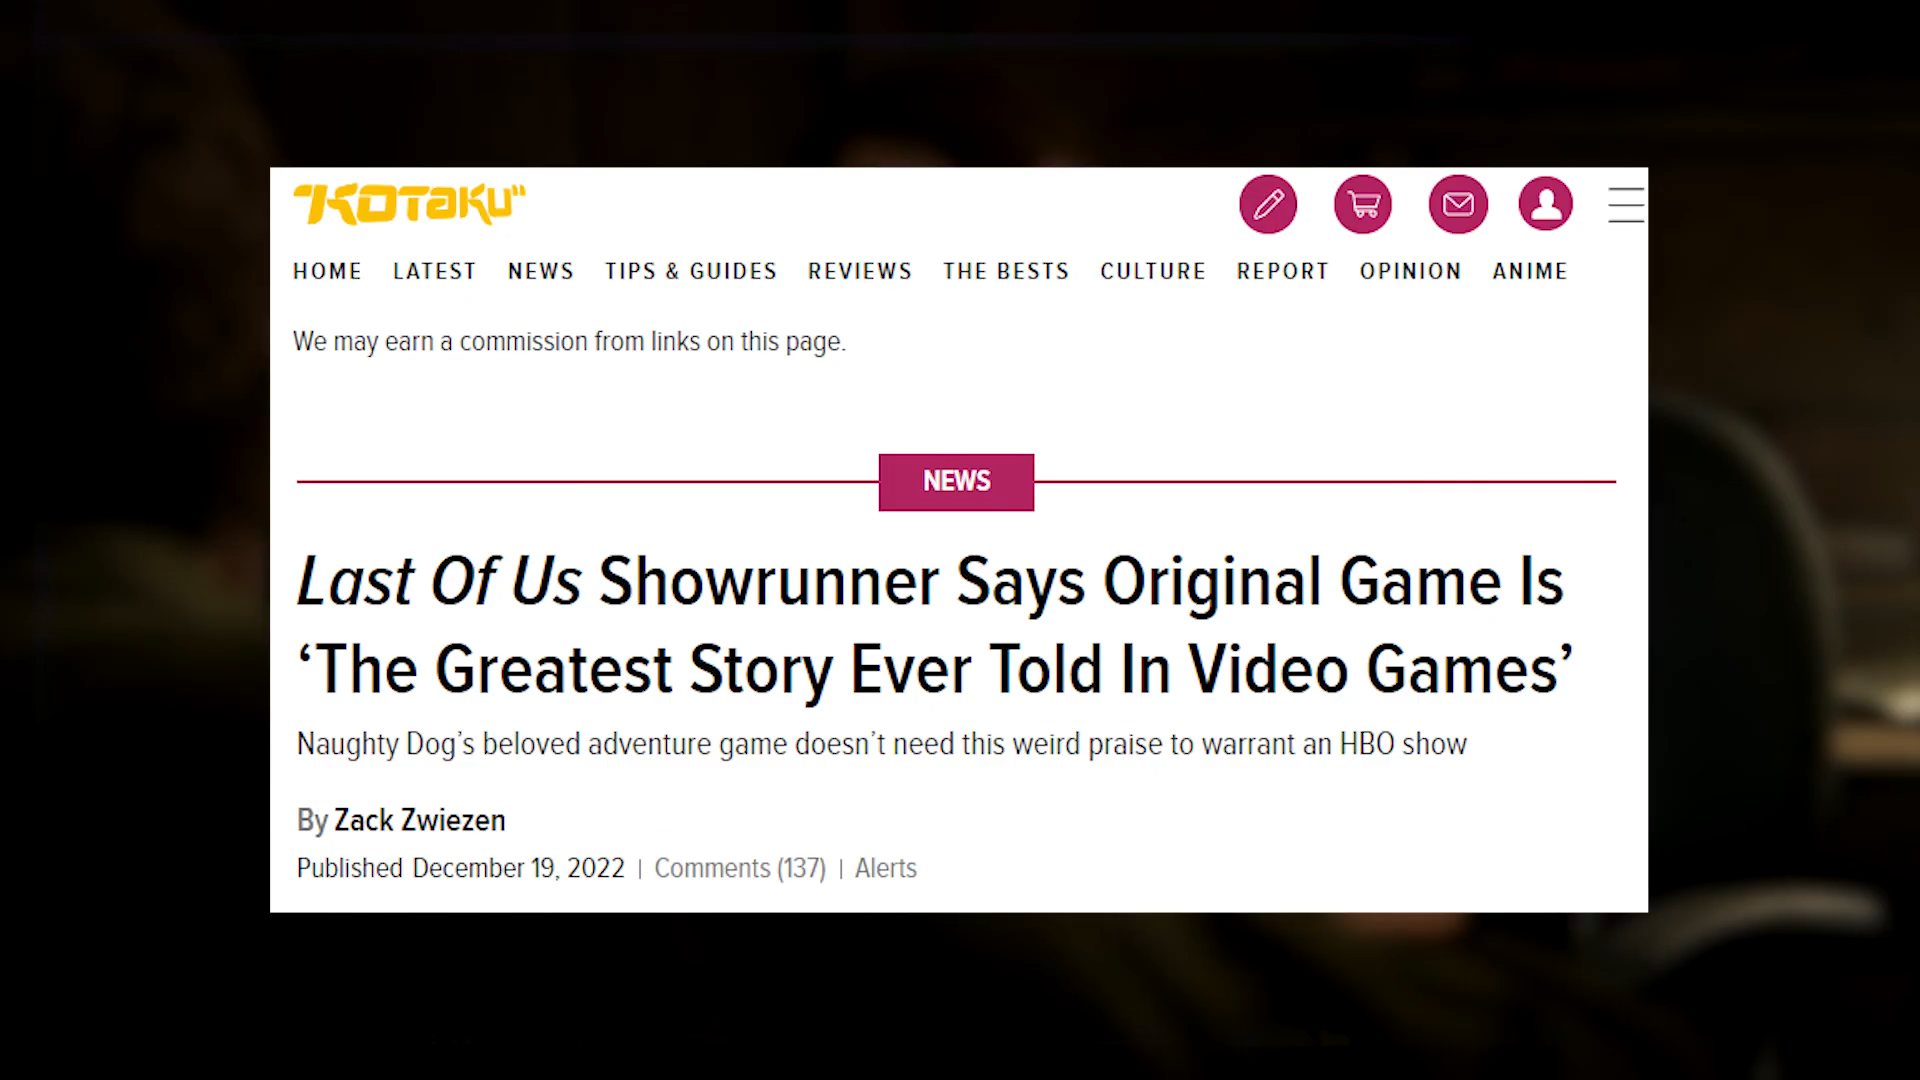 KOTaKU
HOME LATEST NEWS TIPS & GUIDES REVIEWS THE BESTS CULTURE REPORT OPINION ANIME
We may earn a commission from links on this page.
NEWS
Last Of Us Showrunner Says Original Game Is
‘The Greatest Story Ever Told In Video Games’
Naughty Dog’s beloved adventure game doesn’t need this weird praise to warrant an HBO show
By Zack Zwiezen
Published December 19, 2022 | Comments (137) | Alerts